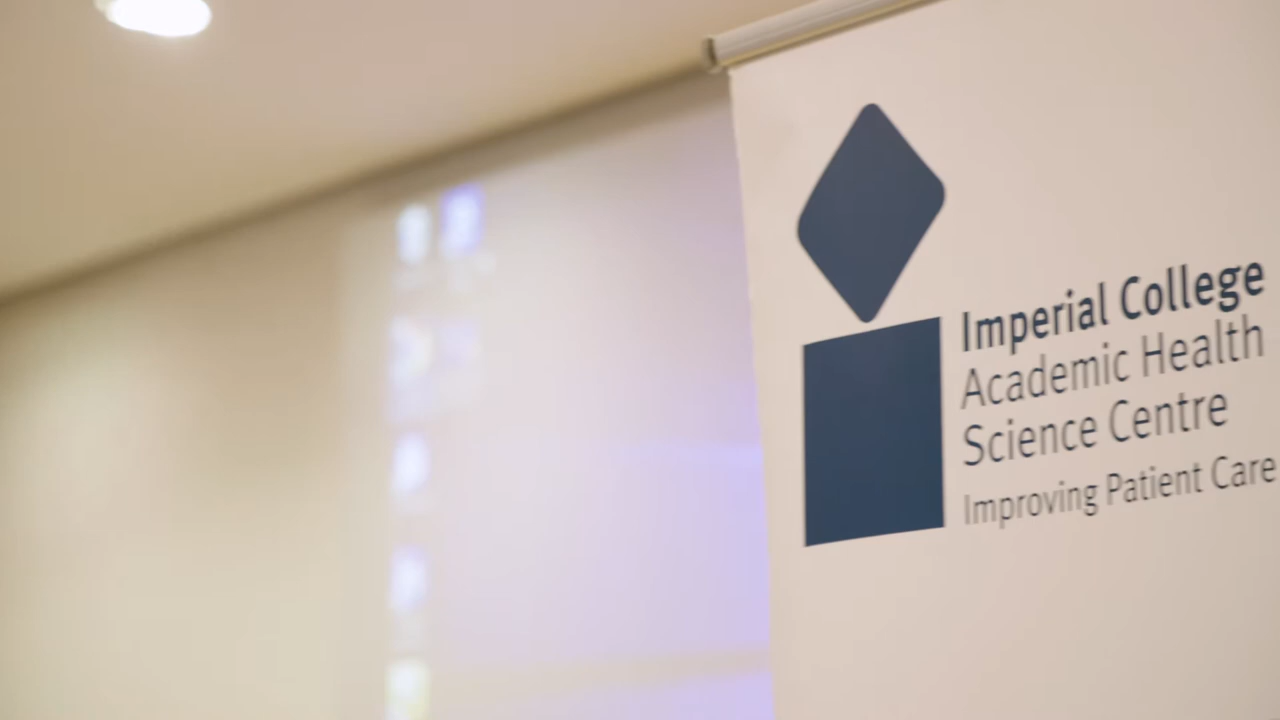 Imperial College
Academic Health
Science Centre
Improving Patient Care